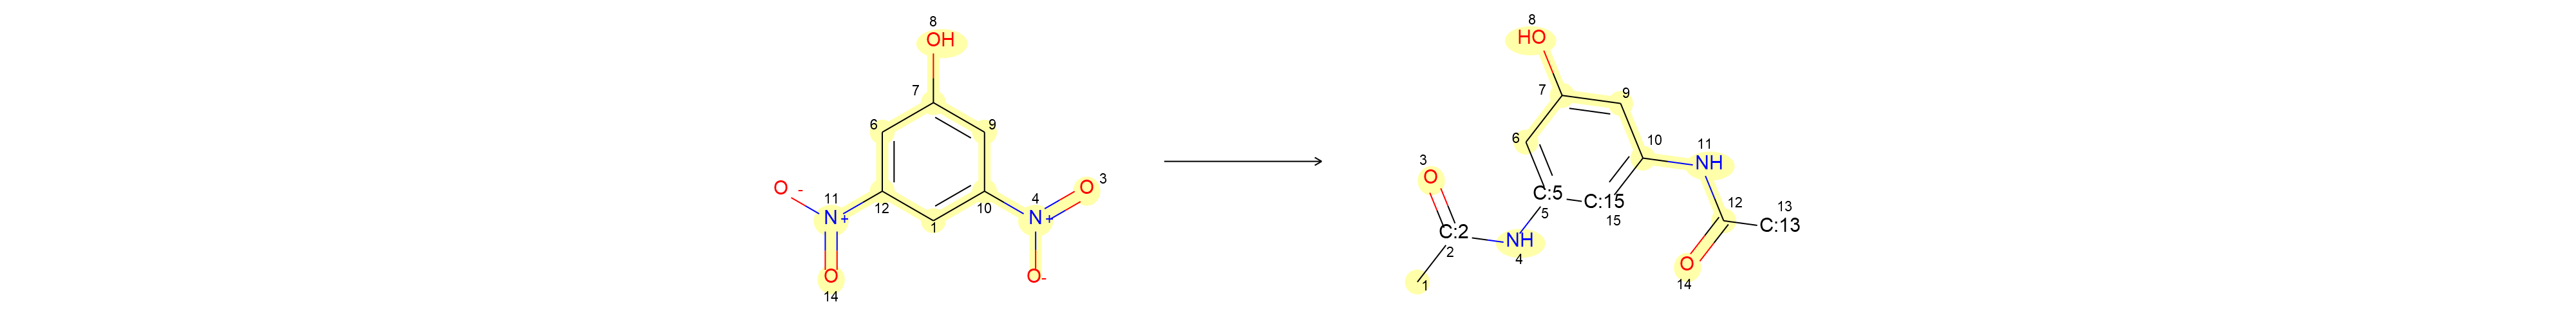 8 8
OH HO
7 7 9
6 9 6 10 11
NH
3 3
O - O 11 4 O O C:5 C:15 12 13
N+ 12 10 N+ 5 15 C:13
1 C:2 NH
2 4
O O- O
14 1 14